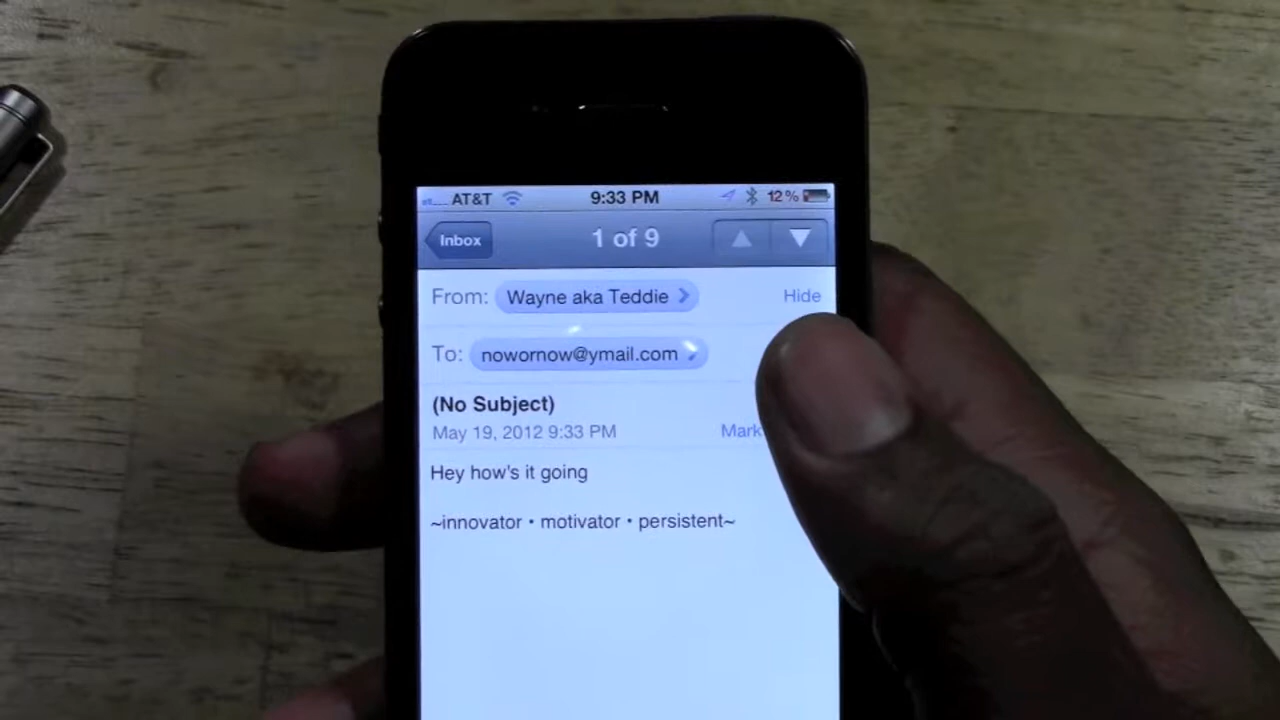 AT&T 9:33 PM 12%
Inbox 1 of 9
From: Wayne aka Teddie Hide
To: nowornow@ymail.com
(No Subject)
May 19, 2012 9:33 PM Mark
Hey how's it going
~innovator • motivator • persistent~